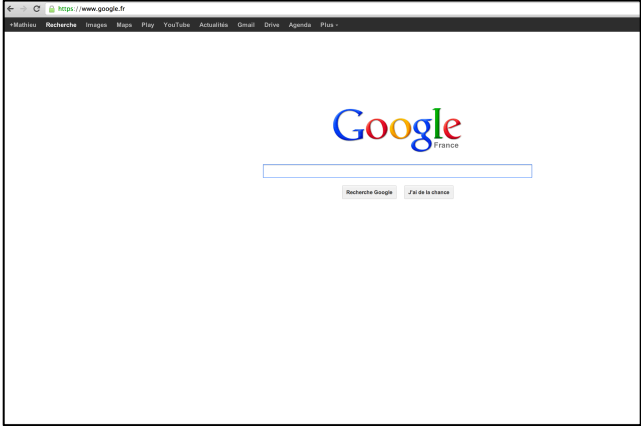 https://www.google.fr
+Mathieu Recherche Images Maps Play YouTube Actualités Gmail Drive Agenda Plus
Google
France
Recherche Google J'ai de la chance